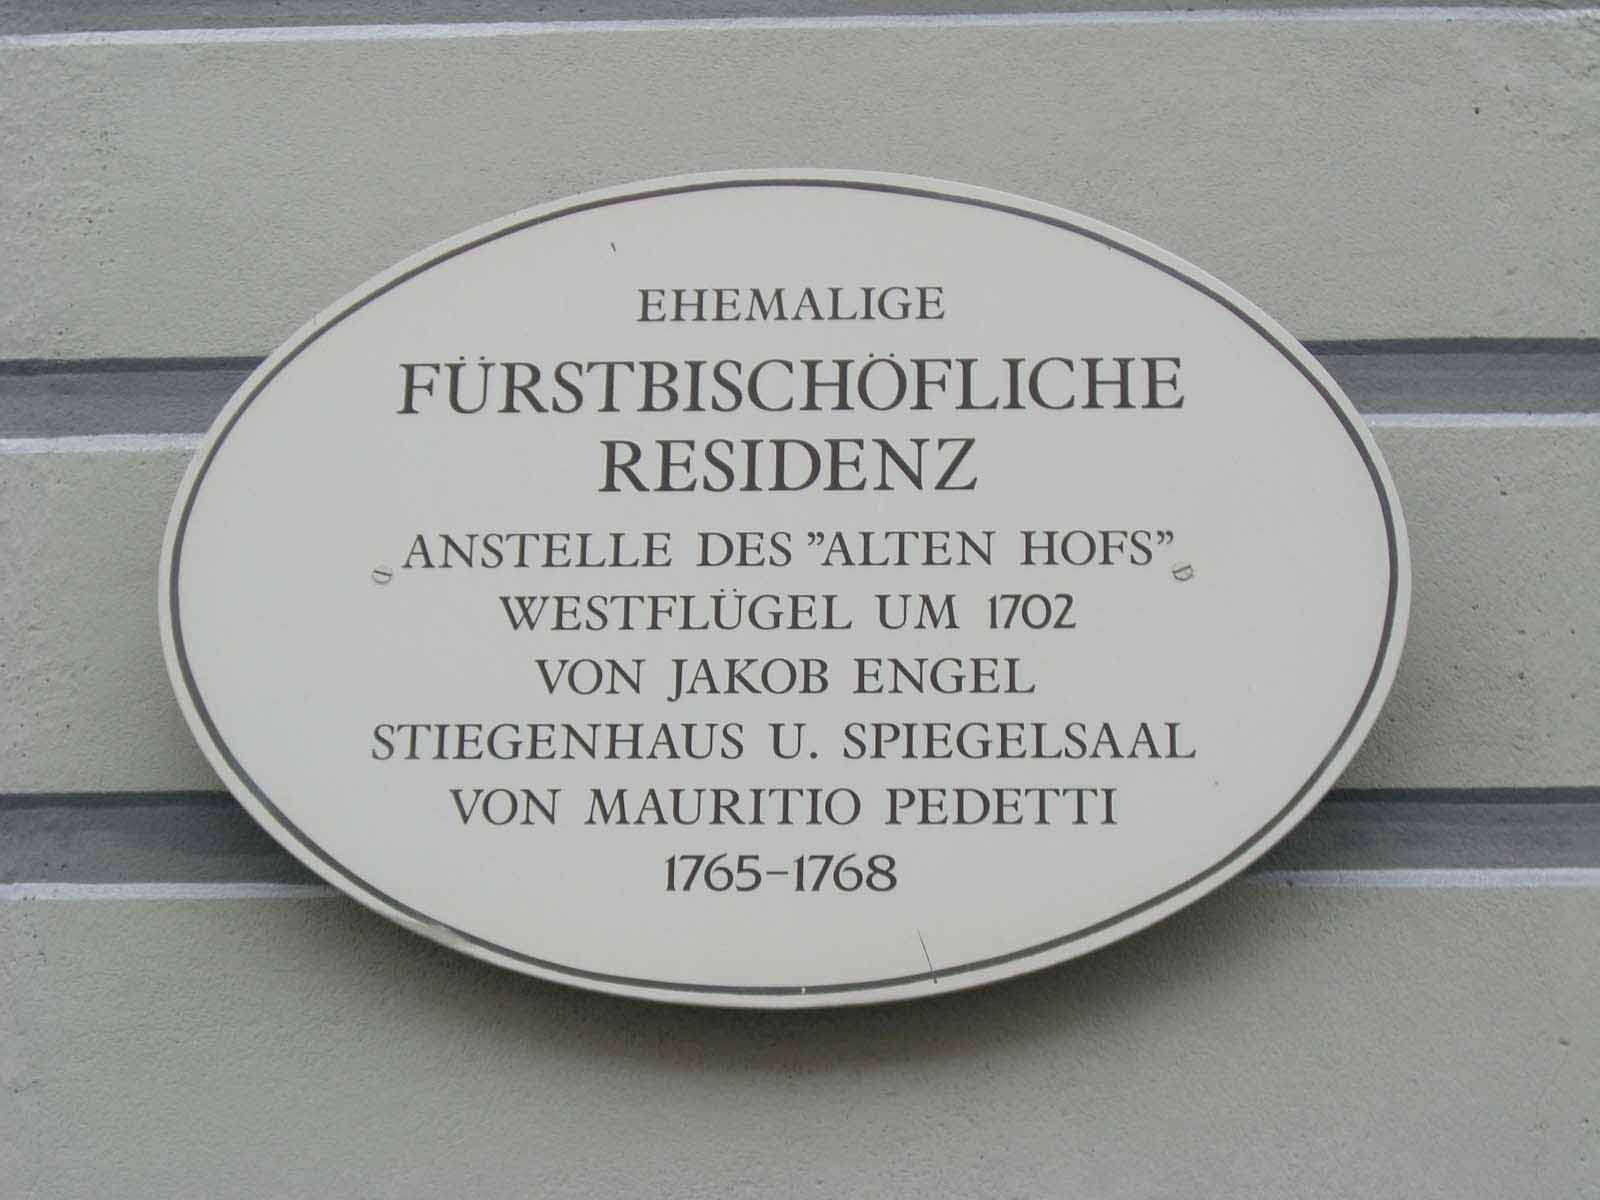 EHEMALIGE
FÜRSTBISCHÖFLICHE
RESIDENZ
ANSTELLE DES ”ALTEN HOFS”
WESTFLÜGEL UM 1702
VON JAKOB ENGEL
STIEGENHAUS U. SPIEGELSAAL
VON MAURITIO PEDETTI
1765–1768